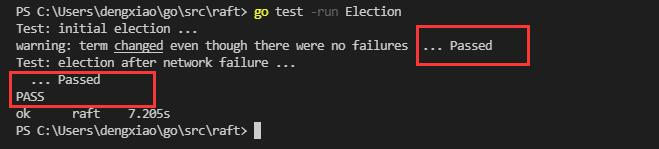 PS C:\Users\dengxiao\go\src\raft> go test -run Election
Test: initial election ...
warning: term changed even though there were no failures ... Passed
Test: election after network failure ...
... Passed
PASS
ok raft 7.205s
PS C:\Users\dengxiao\go\src\raft>